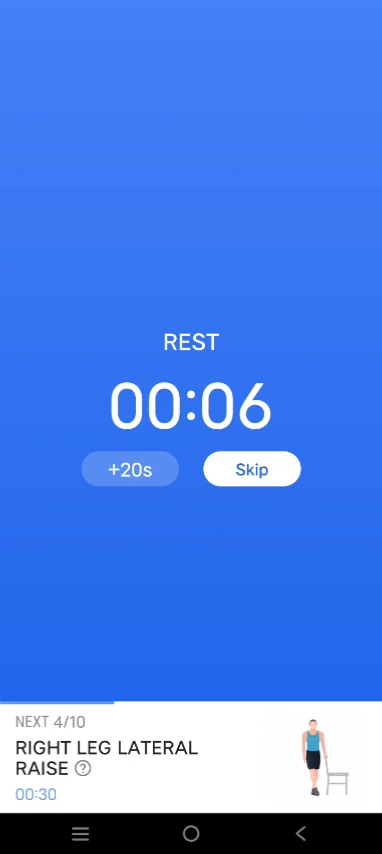 REST
00:06
+20s
Skip
NEXT 4/10
RIGHT LEG LATERAL
RAISE ?
00:30